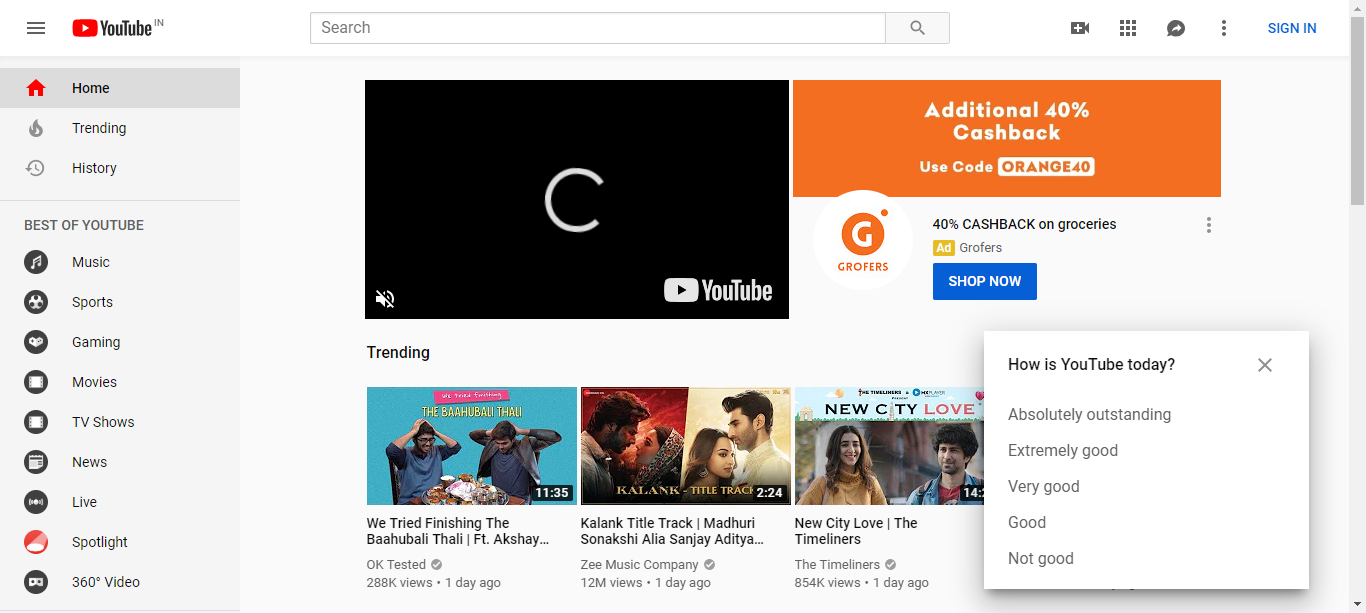 YouTube IN
Search
SIGN IN
Home
Trending
History
BEST OF YOUTUBE
Music
Sports
Gaming
Movies
TV Shows
News
Live
Spotlight
360° Video
YouTube
Additional 40%
Cashback
Use Code ORANGE40
G
GROFERS
40% CASHBACK on groceries
Ad Grofers
SHOP NOW
Trending
We Tried Finishing
THE BAAHUBALI THALI
11:35
We Tried Finishing The
Baahubali Thali | Ft. Akshay...
OK Tested
288K views • 1 day ago
KALANK - TITLE TRACK
2:24
Kalank Title Track | Madhuri
Sonakshi Alia Sanjay Aditya...
Zee Music Company
12M views • 1 day ago
THE TIMELINERS & MXPLAYER
NEW CITY LOVE
New City Love | The
Timeliners
The Timeliners
854K views • 1 day ago
How is YouTube today?
Absolutely outstanding
Extremely good
Very good
Good
Not good